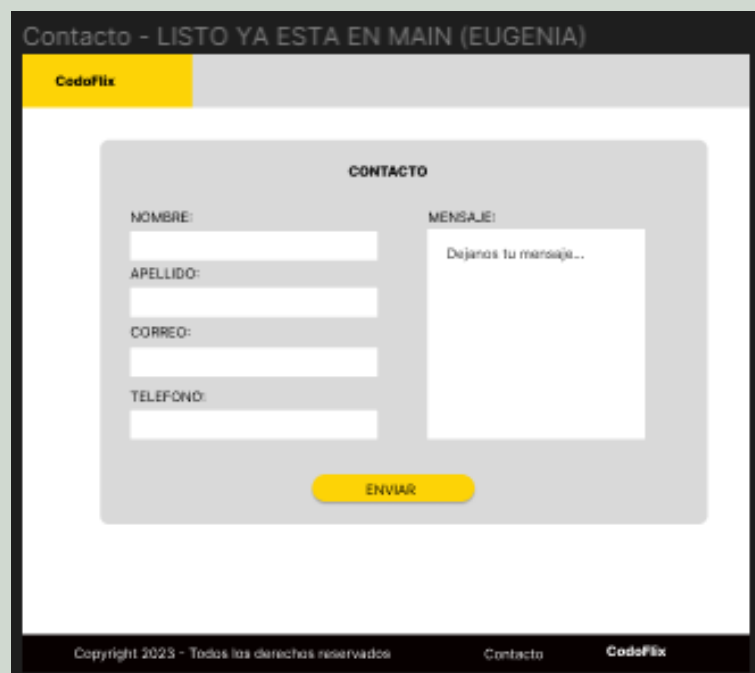 Contacto - LISTO YA ESTA EN MAIN (EUGENIA)
CodoFlix
CONTACTO
NOMBRE:
APELLIDO:
CORREO:
TELEFONO:
MENSAJE:
Dejanos tu mensaje...
ENVIAR
Copyright 2023 - Todos los derechos reservados
Contacto
CodoFlix